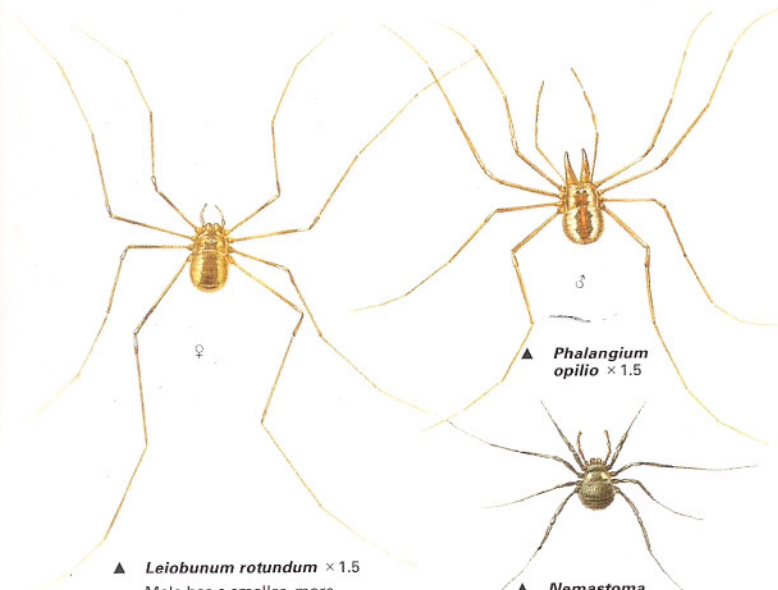 ♀
♂
▲ Phalangium
opilio × 1.5
▲ Leiobunum rotundum × 1.5
Male has a smaller, more
▲ Nemastoma